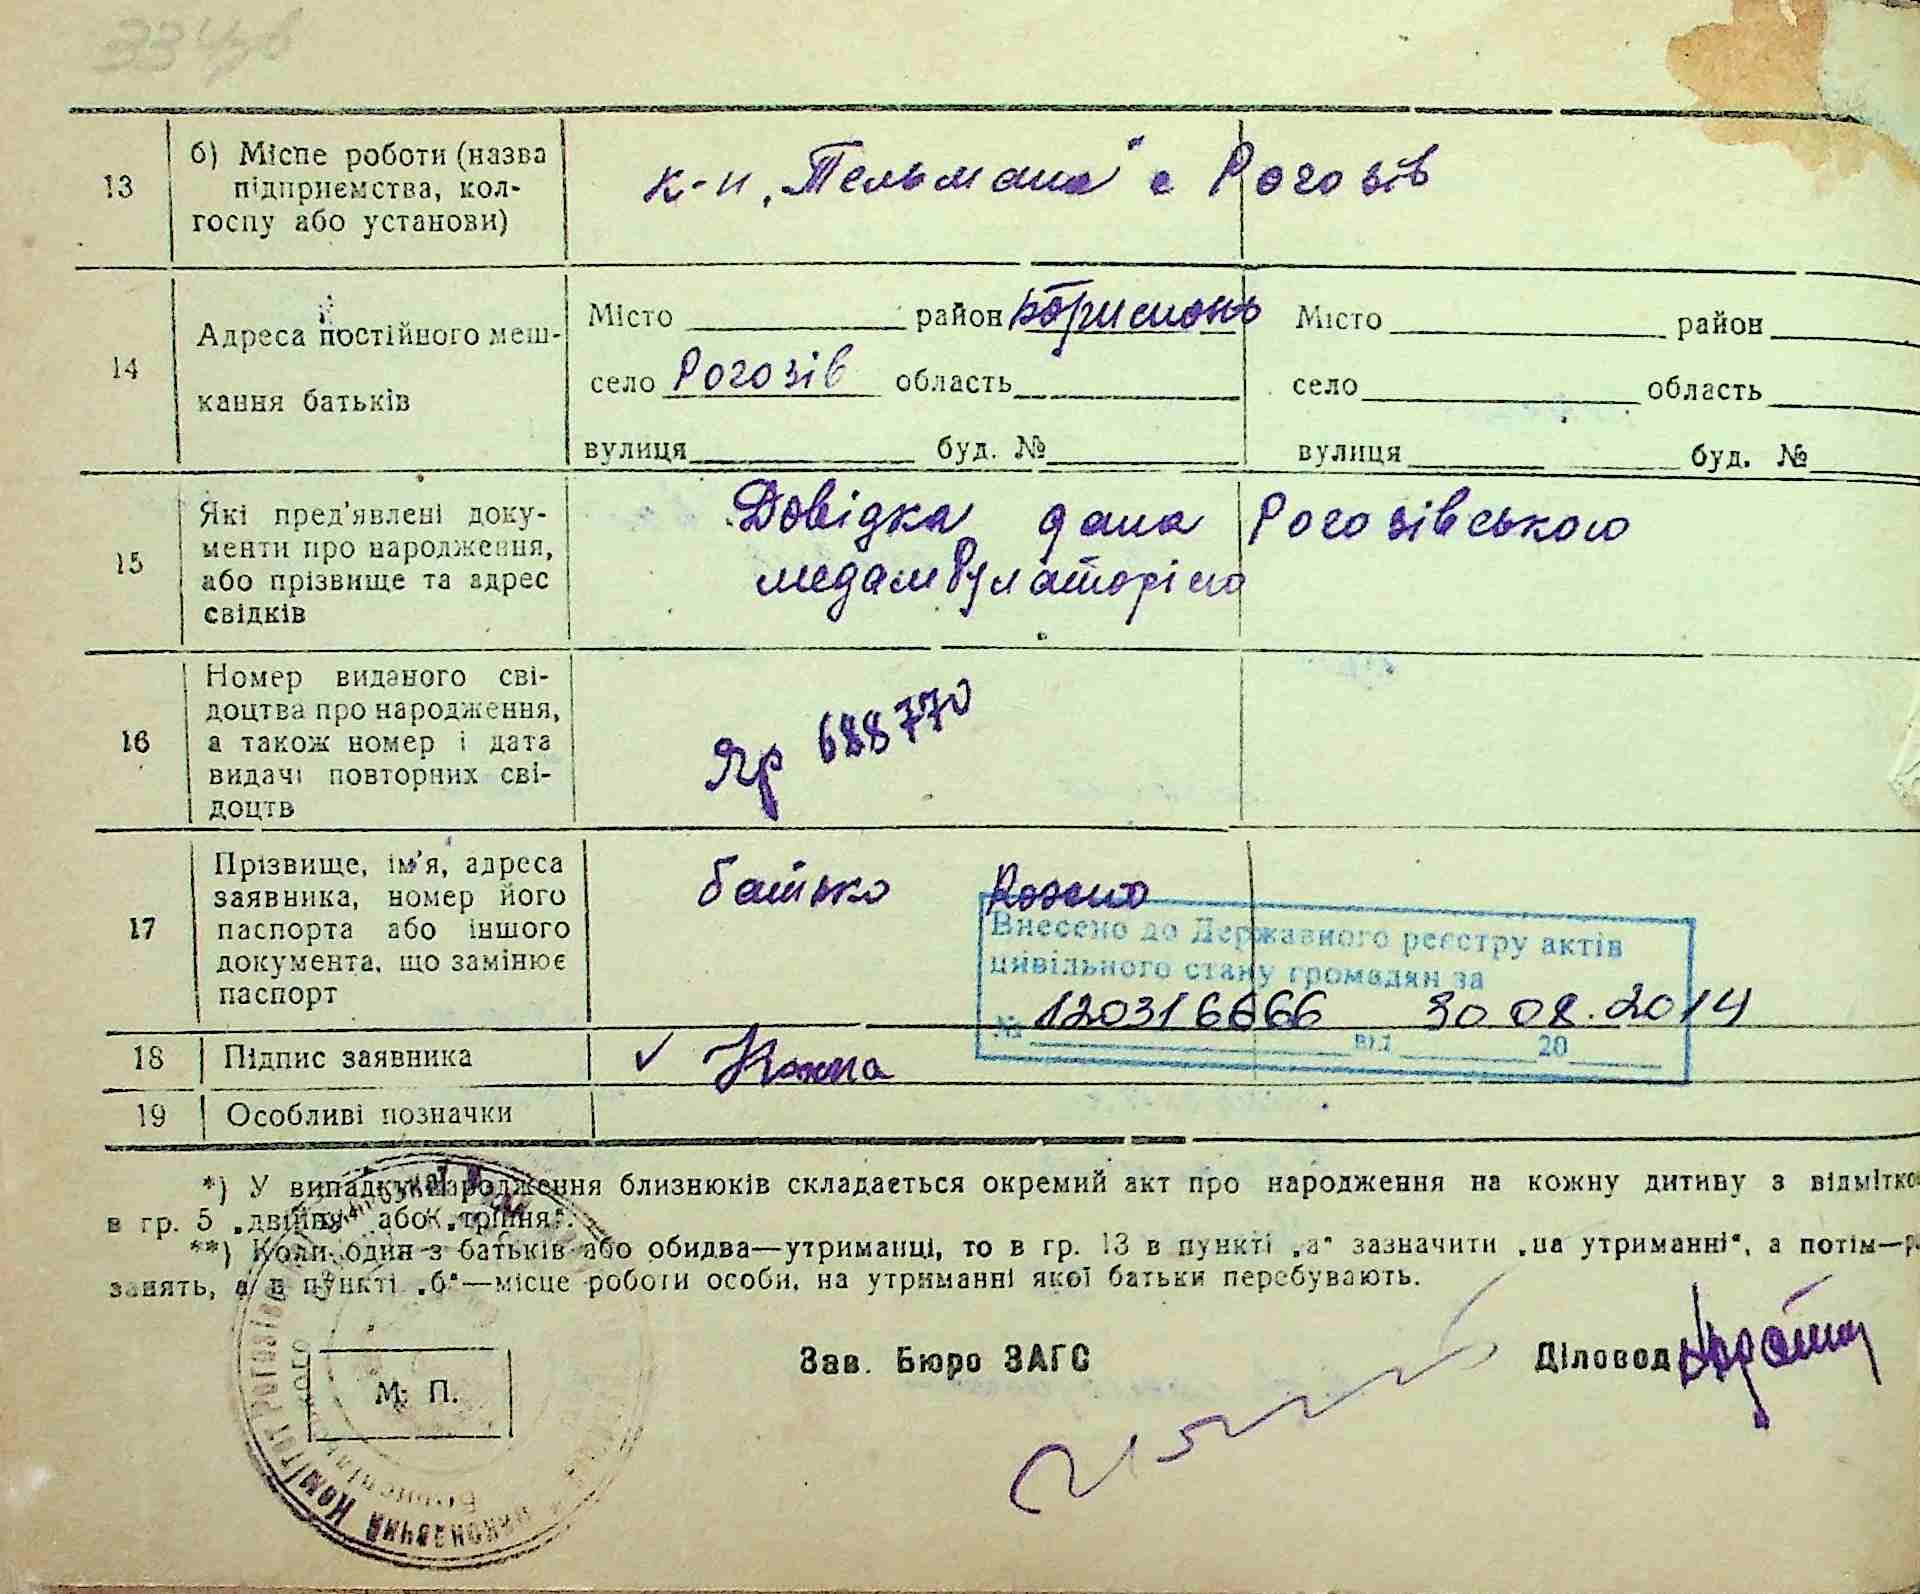 334зв
13
б) Місце роботи (назва
підприємства, кол-
госпу або установи)
к-п „Тельмана" с Рогозів
14
Адреса постійного меш-
кання батьків
Місто район Бориспонь
село Рогозів область
вулиця буд. №
Місто район
село область
вулиця буд. №
15
Які пред'явлені доку-
менти про народження,
або прізвище та адрес
свідків
Довідка дана Рогозівською
медамбулаторією
16
Номер виданого сві-
доцтва про народження,
а також номер і дата
видачі повторних сві-
доцтв
Яр 688770
17
Прізвище, ім'я, адреса
заявника, номер його
паспорта або іншого
документа, що замінює
паспорт
батько
Внесено до Державного реєстру актів
цивільного стану громадян за
№ 120316666 від 30 08.2014
20
18
Підпис заявника
19
Особливі позначки
*) У випадку народження близнюків складається окремий акт про народження на кожну дитину з відмітко
в гр. 5 „двійня" або „трійня".
**) Коли один з батьків або обидва—утриманці, то в гр. 13 в пункті „а" зазначити „на утриманні", а потім—р
занять, а в пункті „б"—місце роботи особи, на утриманні якої батьки перебувають.
М. П.
Зав. Бюро ЗАГС
Діловод